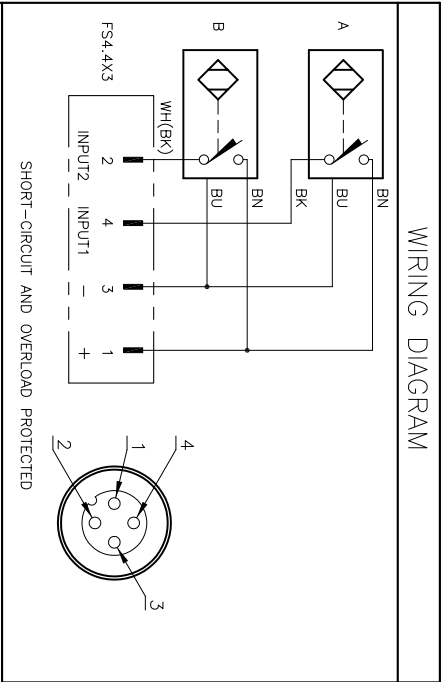 WIRING DIAGRAM
A
BN
BU
BK
B
BN
BU
WH(BK)
FS4.4X3
2 4 3 1
INPUT2 INPUT1 - +
4
1
2
3
SHORT-CIRCUIT AND OVERLOAD PROTECTED